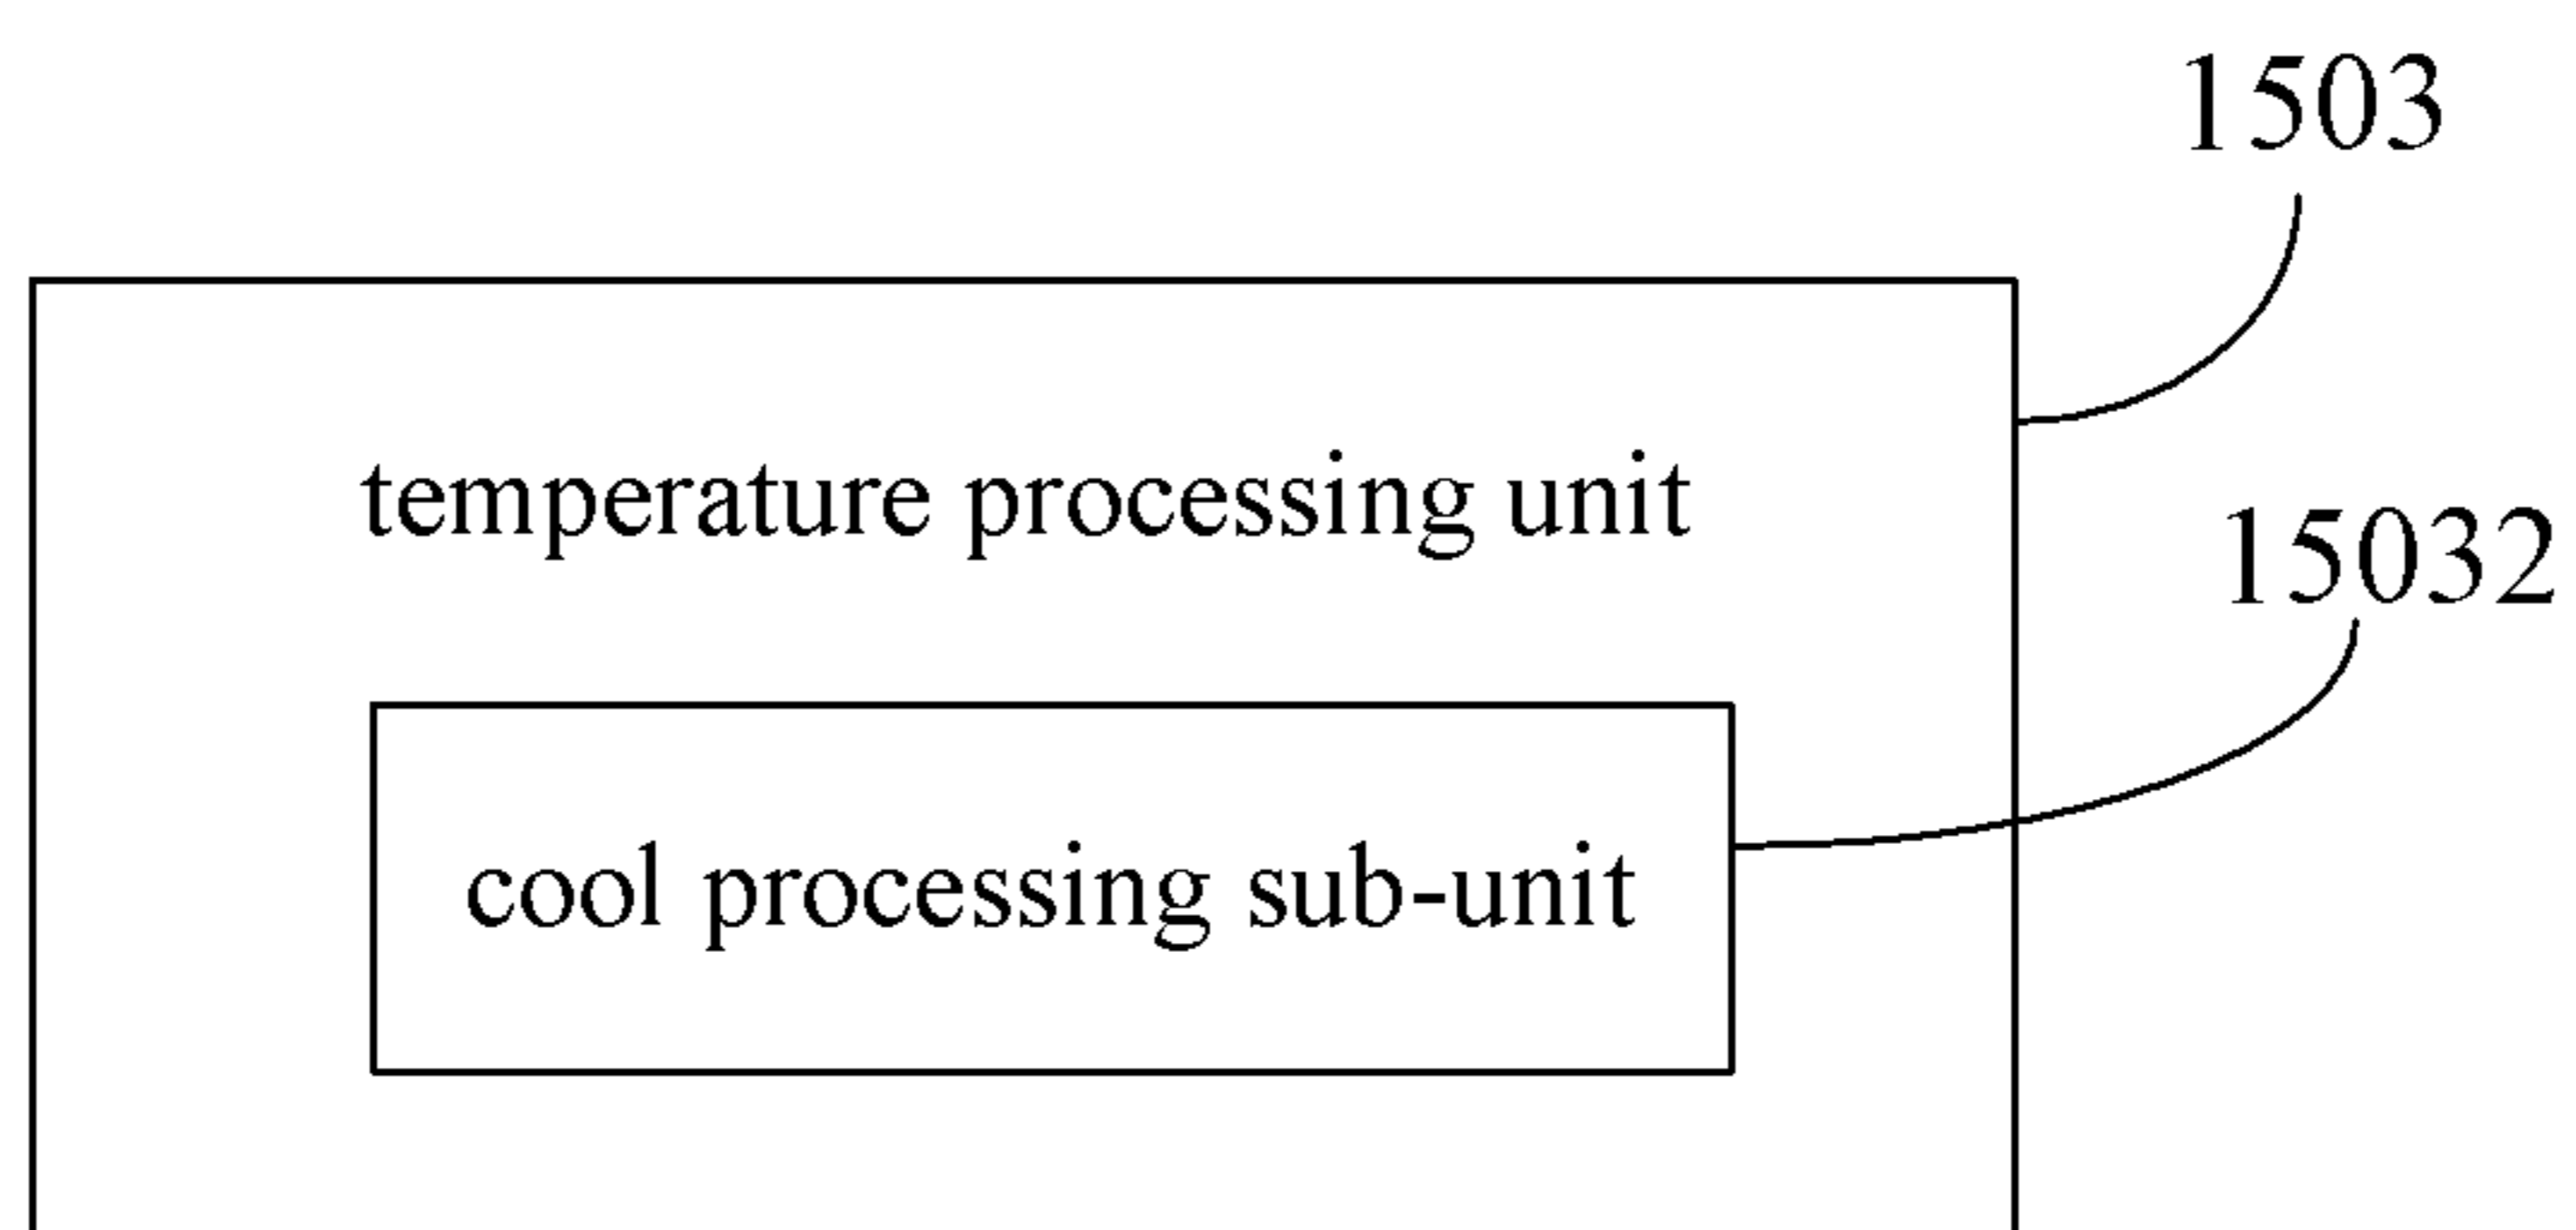 1503
temperature processing unit
15032
cool processing sub-unit